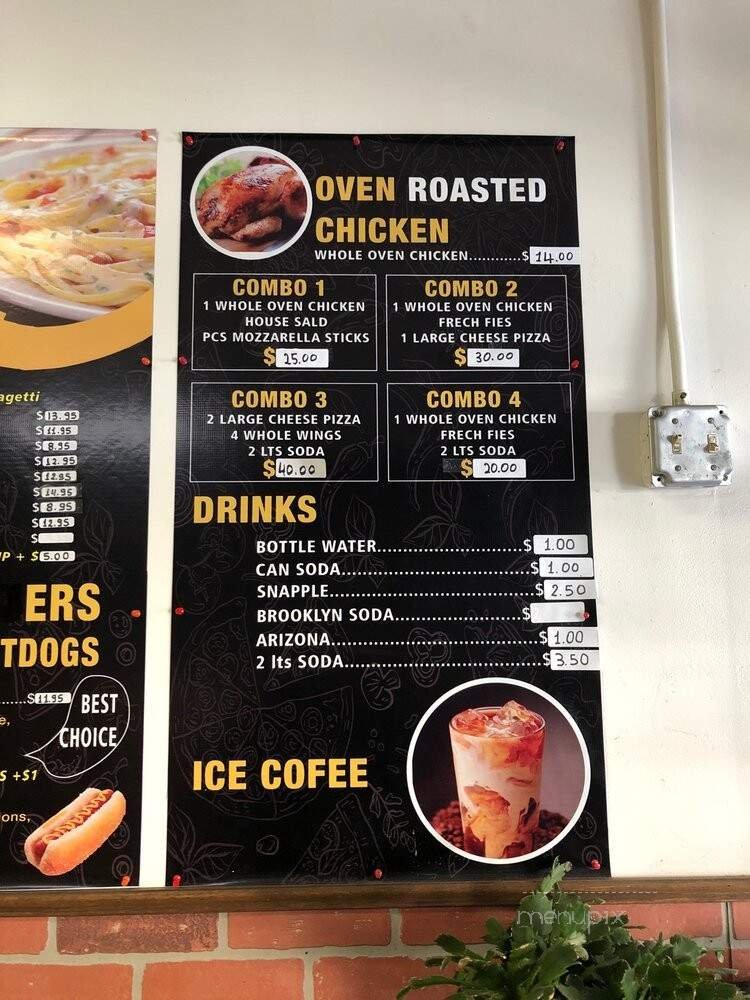 agetti
$13.95
$11.95
$8.95
$12.95
$12.95
$14.95
$8.95
$12.95
$
+ $5.00
ERS
TDOGS
...........$11.95
BEST
CHOICE
e,
S +$1
ons,
OVEN ROASTED
CHICKEN
WHOLE OVEN CHICKEN............$ 14.00
COMBO 1
1 WHOLE OVEN CHICKEN
HOUSE SALD
PCS MOZZARELLA STICKS
$ 25.00
COMBO 2
1 WHOLE OVEN CHICKEN
FRECH FIES
1 LARGE CHEESE PIZZA
$ 30.00
COMBO 3
2 LARGE CHEESE PIZZA
4 WHOLE WINGS
2 LTS SODA
$ 40.00
COMBO 4
1 WHOLE OVEN CHICKEN
FRECH FIES
2 LTS SODA
$ 20.00
DRINKS
BOTTLE WATER.........................$ 1.00
CAN SODA................................$ 1.00
SNAPPLE...................................$ 2.50
BROOKLYN SODA.......................$
ARIZONA...................................$ 1.00
2 lts SODA.................................$ 3.50
ICE COFEE
menupix